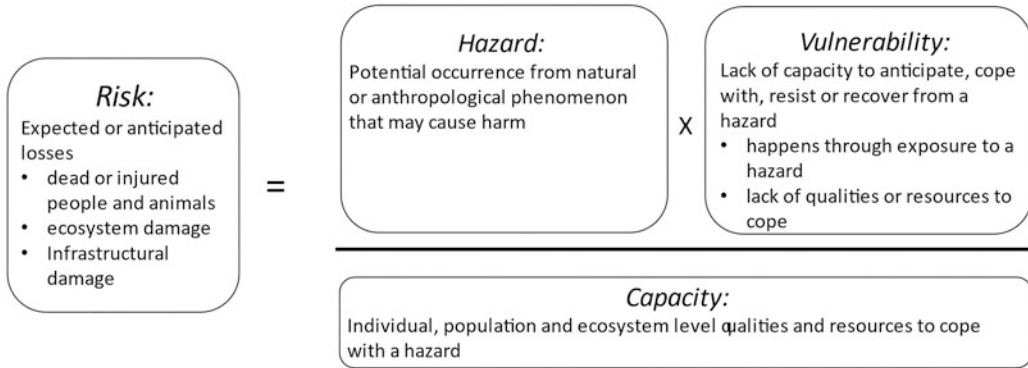 Risk:
Expected or anticipated
losses
• dead or injured
people and animals
• ecosystem damage
• Infrastructural
damage
=
Hazard:
Potential occurrence from natural
or anthropological phenomenon
that may cause harm
X
Vulnerability:
Lack of capacity to anticipate, cope
with, resist or recover from a
hazard
• happens through exposure to a
hazard
• lack of qualities or resources to
cope
Capacity:
Individual, population and ecosystem level qualities and resources to cope
with a hazard